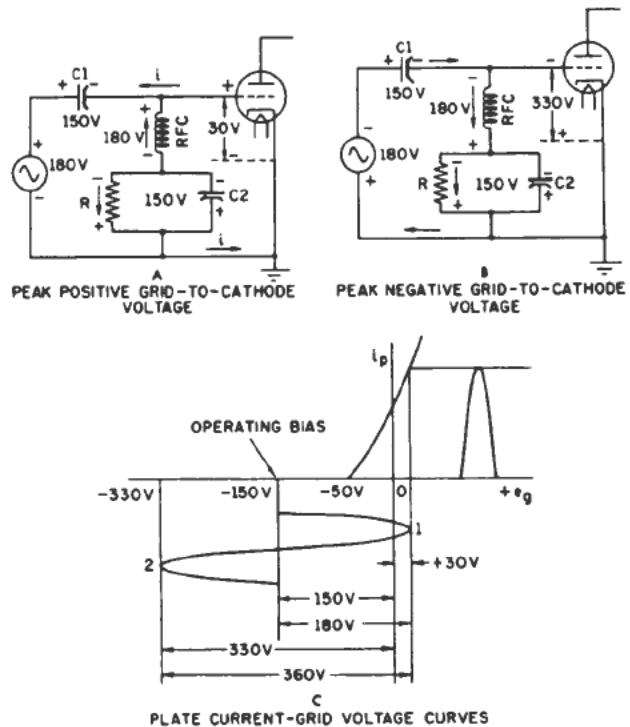 C1
+ -
i
150V
180V
RFC
30V
180V
R
150V
C2
i
A
PEAK POSITIVE GRID-TO-CATHODE
VOLTAGE
C1
+ -
150V
180V
RFC
330V
180V
R
150V
C2
B
PEAK NEGATIVE GRID-TO-CATHODE
VOLTAGE
ip
OPERATING BIAS
-330V -150V -50V 0 +eg
1
2
+30V
150V
180V
330V
360V
C
PLATE CURRENT-GRID VOLTAGE CURVES